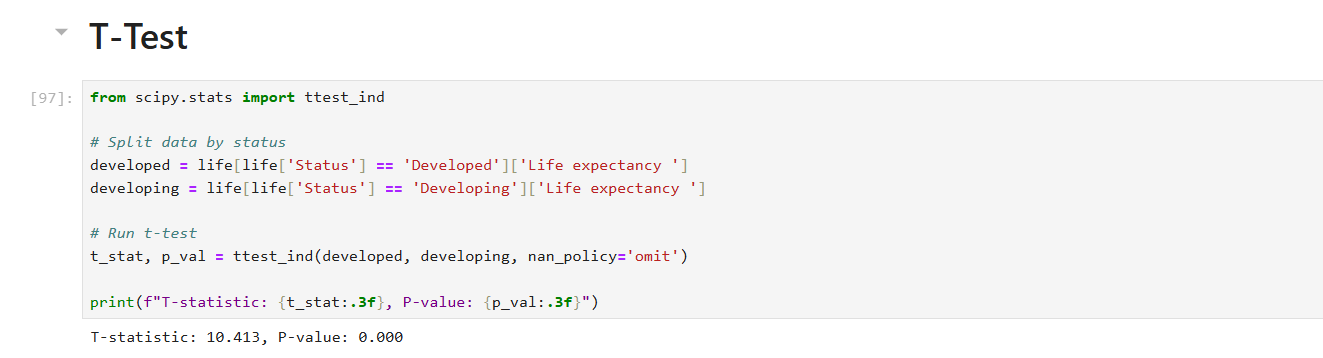 T-Test
[97]:
from scipy.stats import ttest_ind
# Split data by status
developed = life[life['Status'] == 'Developed']['Life expectancy ']
developing = life[life['Status'] == 'Developing']['Life expectancy ']
# Run t-test
t_stat, p_val = ttest_ind(developed, developing, nan_policy='omit')
print(f"T-statistic: {t_stat:.3f}, P-value: {p_val:.3f}")
T-statistic: 10.413, P-value: 0.000